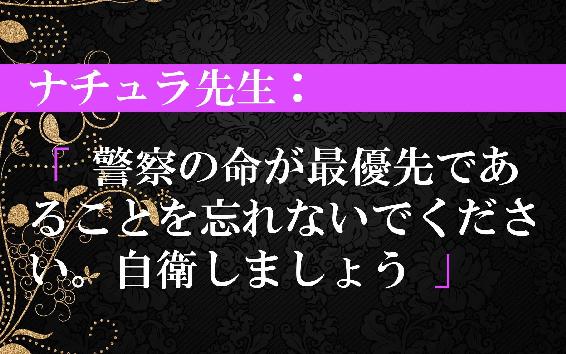 ナチュラ先生：
「 警察の命が最優先であ
ることを忘れないでくださ
い。自衛しましょう 」